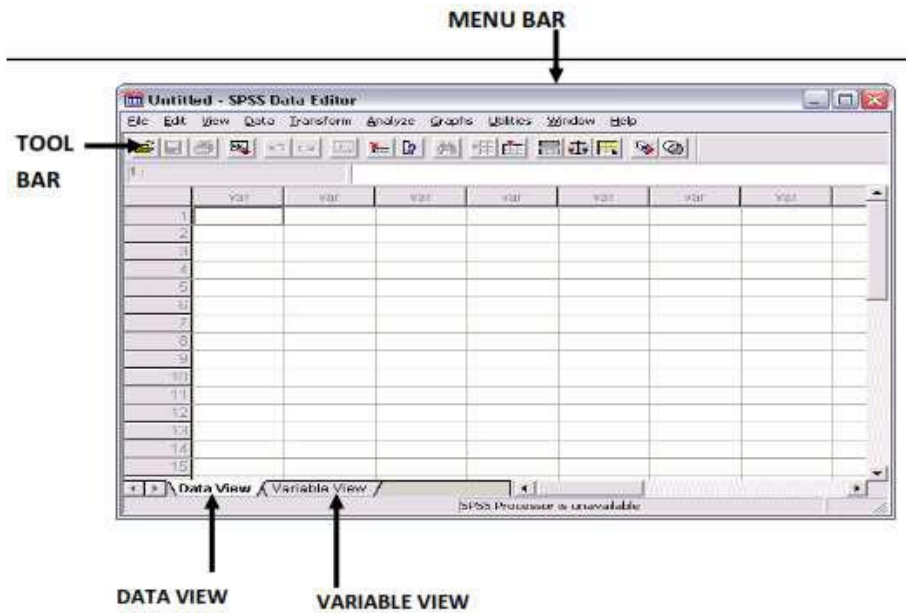 MENU BAR
Untitled - SPSS Data Editor
File Edit View Data Transform Analyze Graphs Utilities Window Help
TOOL
BAR
1 :
var var var var var var var
1
2
3
4
5
6
7
8
9
10
11
12
13
14
15
Data View Variable View
SPSS Processor is unavailable
DATA VIEW VARIABLE VIEW